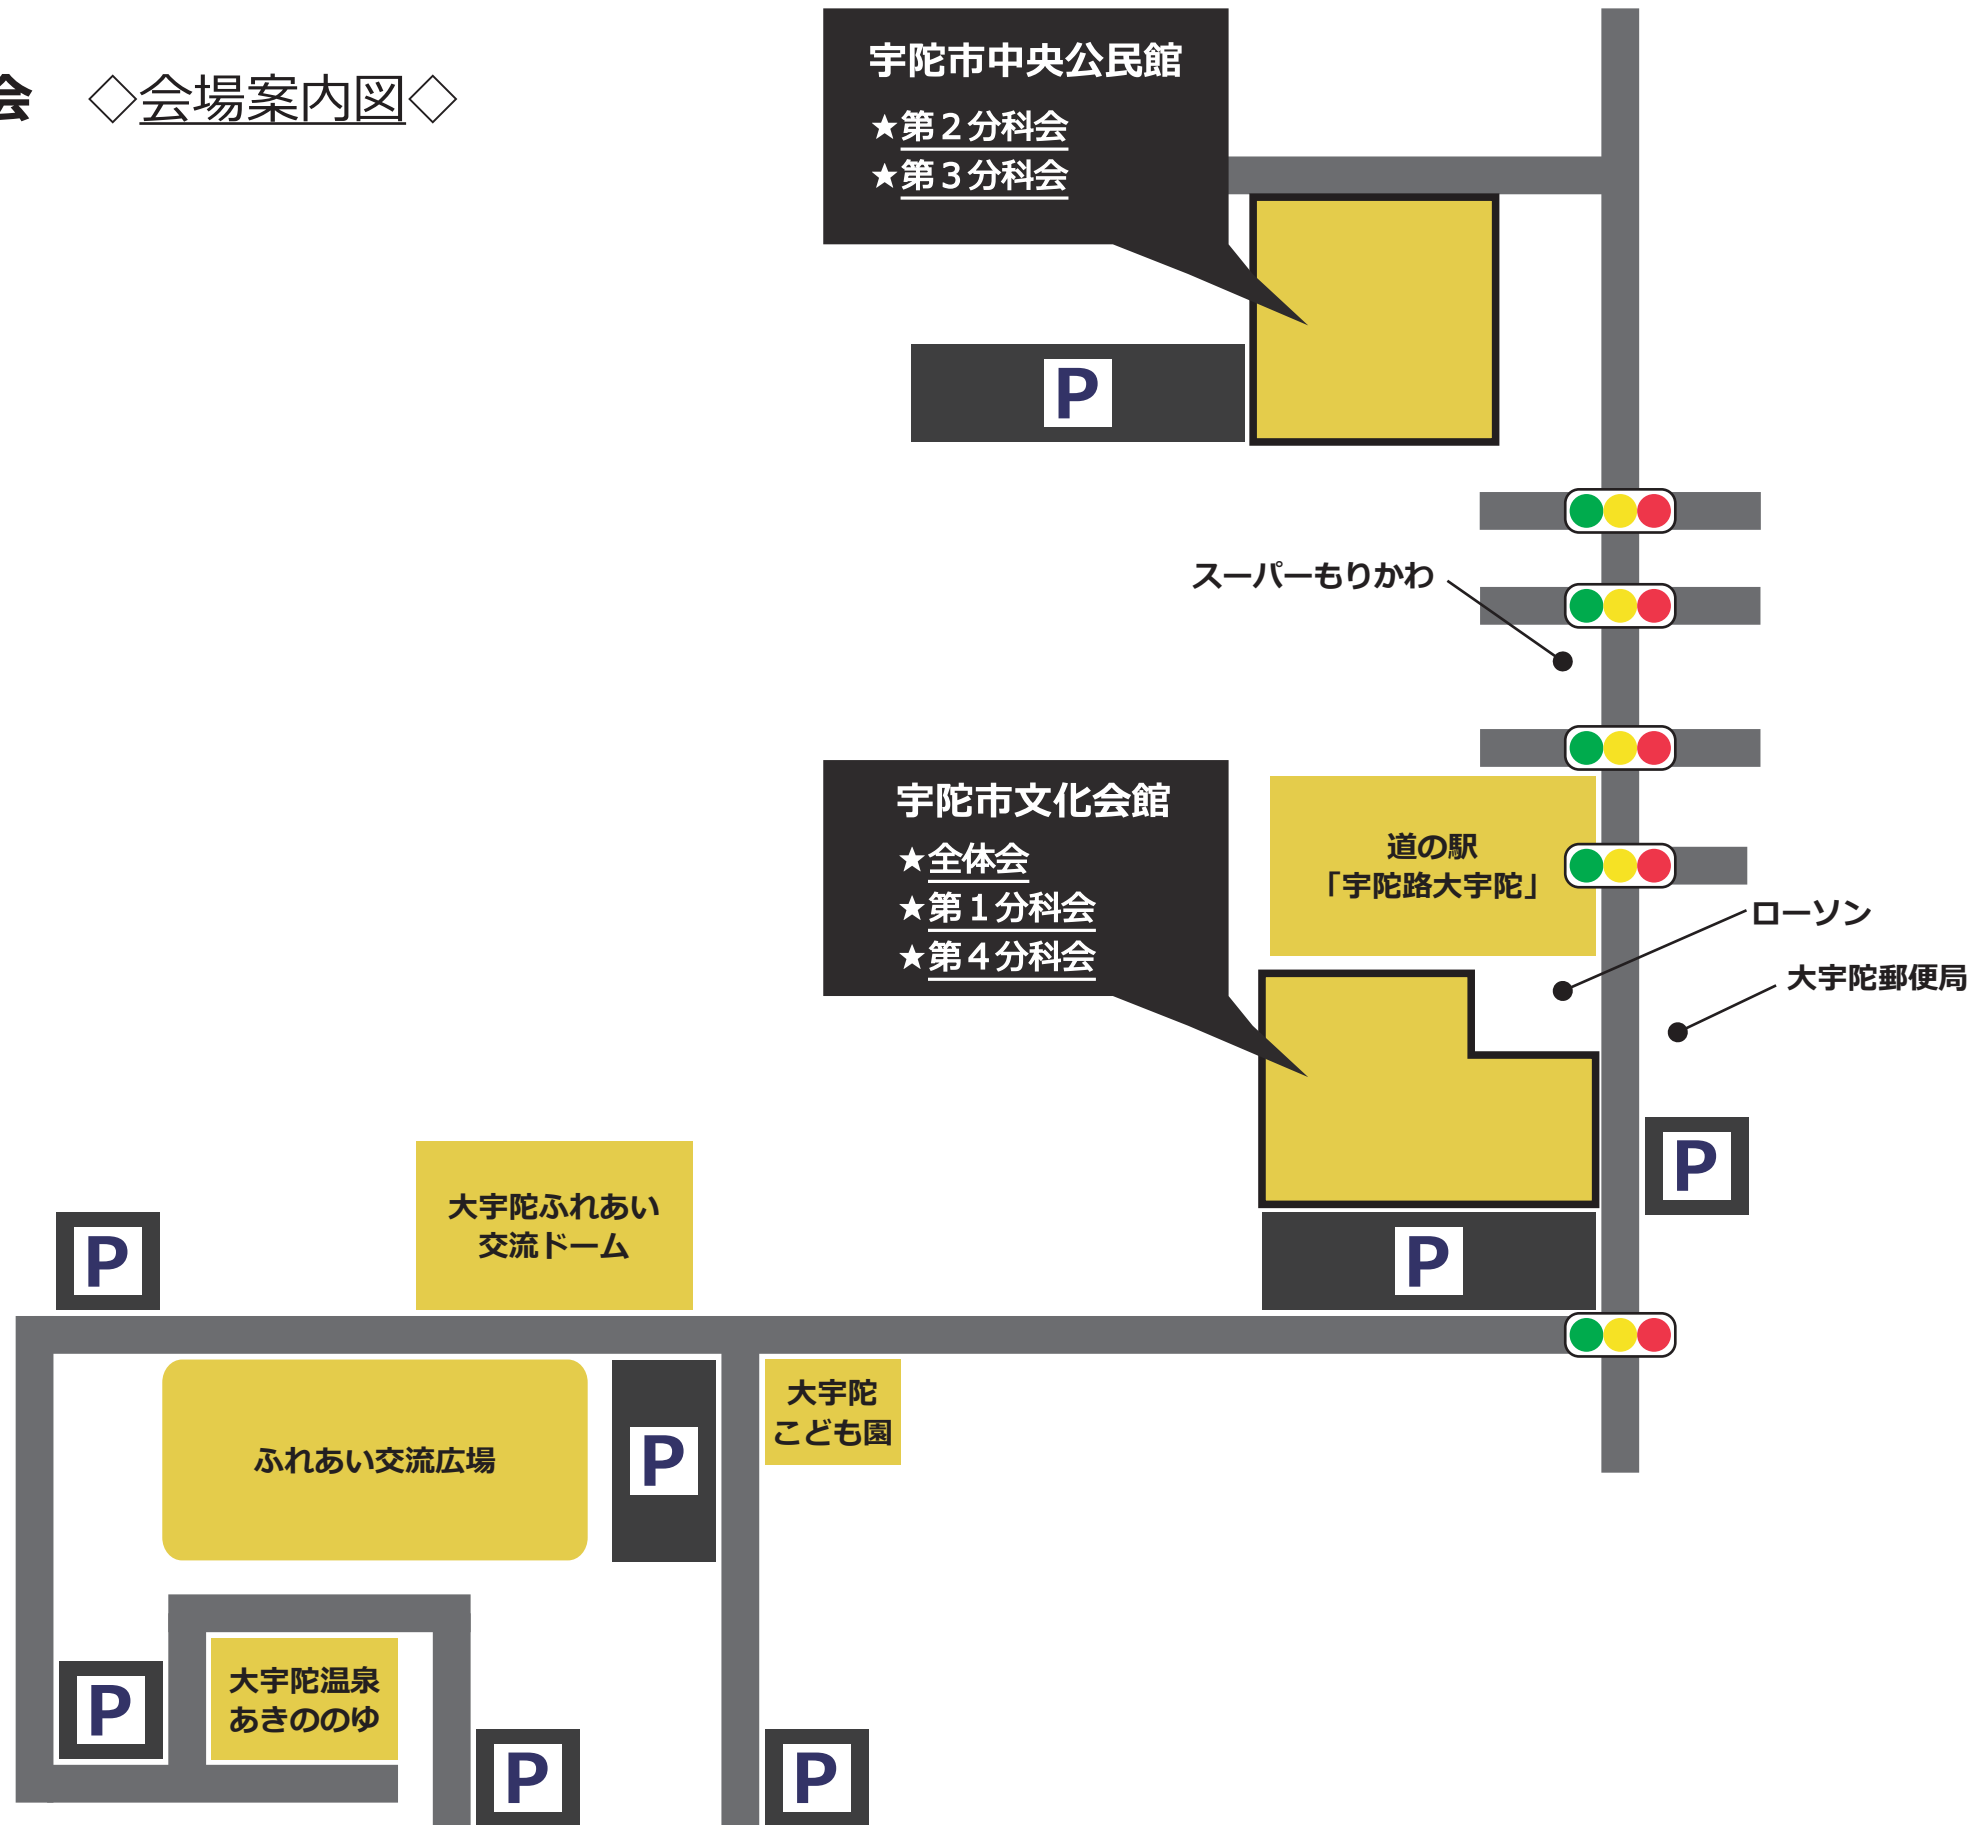 会　◇会場案内図◇
宇陀市中央公民館
★第２分科会
★第３分科会
P
スーパーもりかわ
宇陀市文化会館
★全体会
★第１分科会
★第４分科会
道の駅
「宇陀路大宇陀」
ローソン
大宇陀郵便局
P
大宇陀ふれあい
交流ドーム
P
P
ふれあい交流広場
P
大宇陀
こども園
大宇陀温泉
あきののゆ
P
P
P